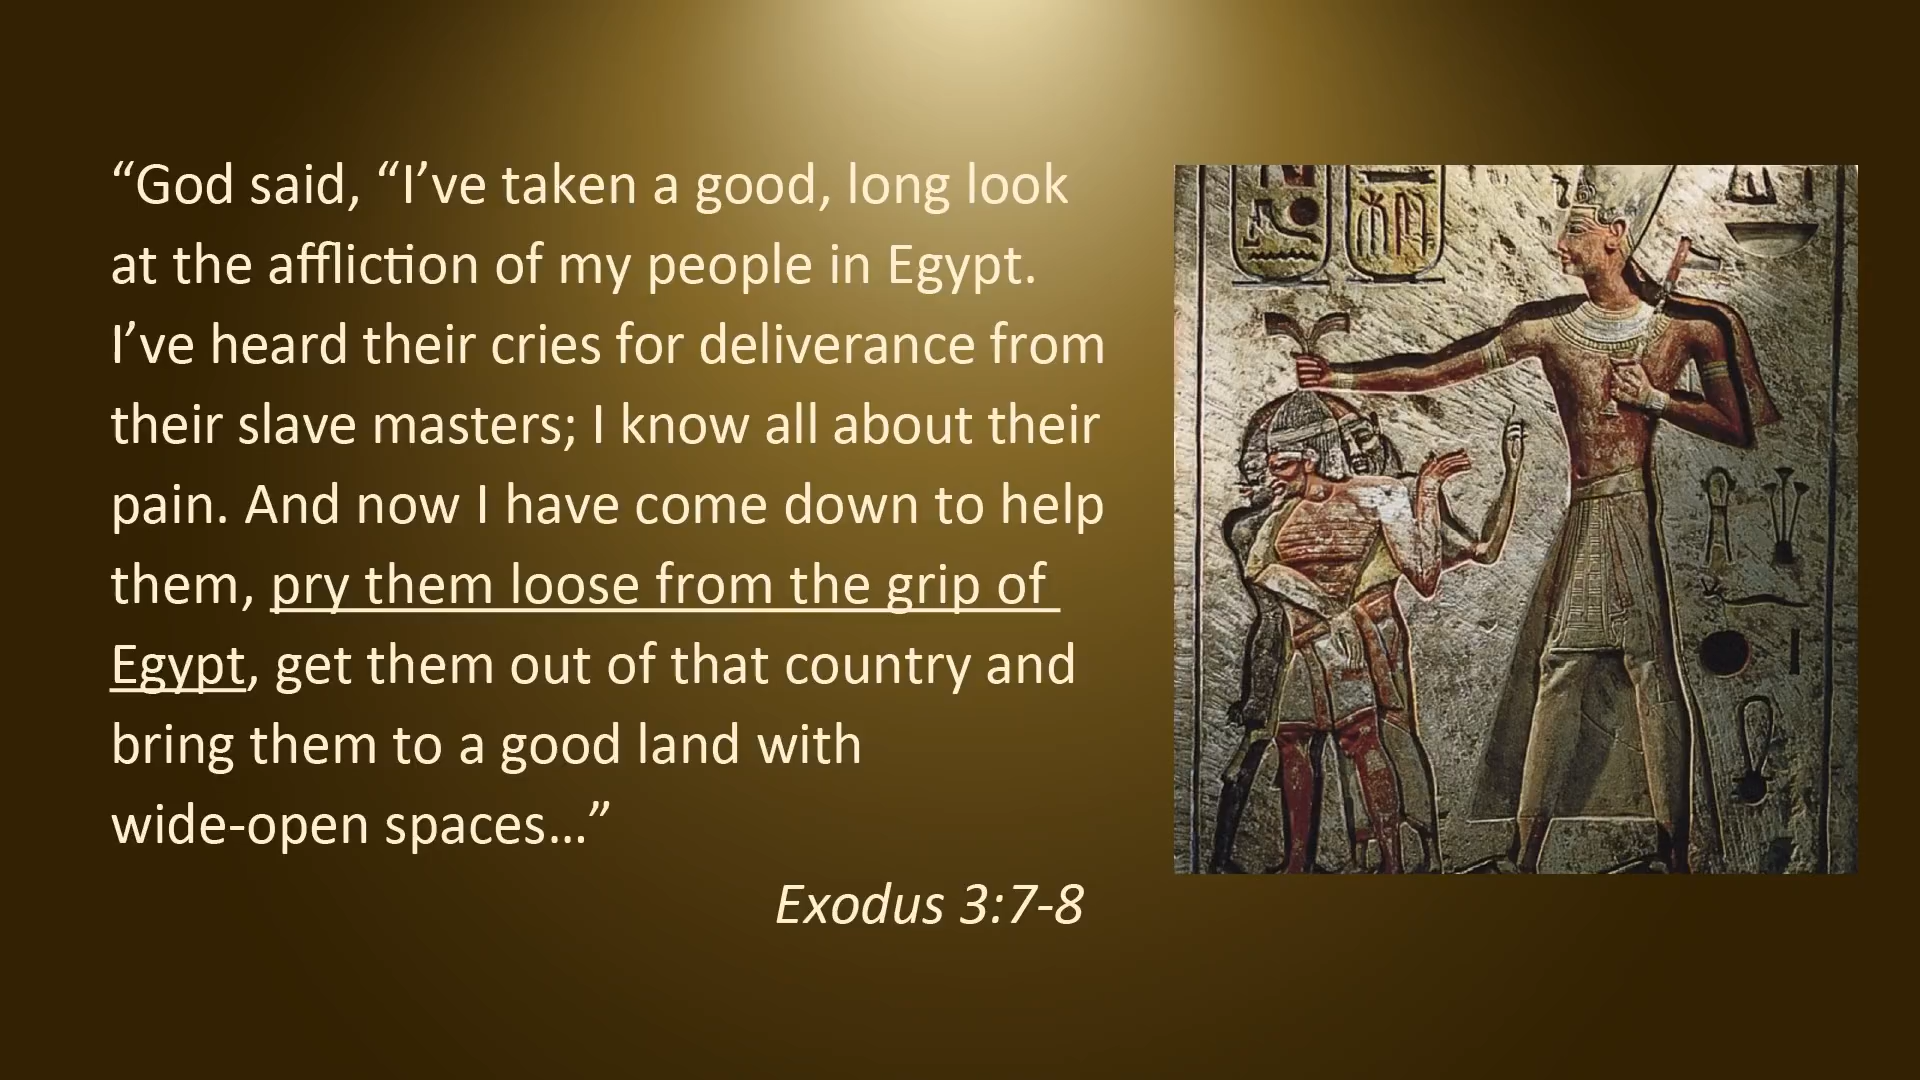 “God said, “I’ve taken a good, long look
at the affliction of my people in Egypt.
I’ve heard their cries for deliverance from
their slave masters; I know all about their
pain. And now I have come down to help
them, pry them loose from the grip of
Egypt, get them out of that country and
bring them to a good land with
wide-open spaces…”
Exodus 3:7-8